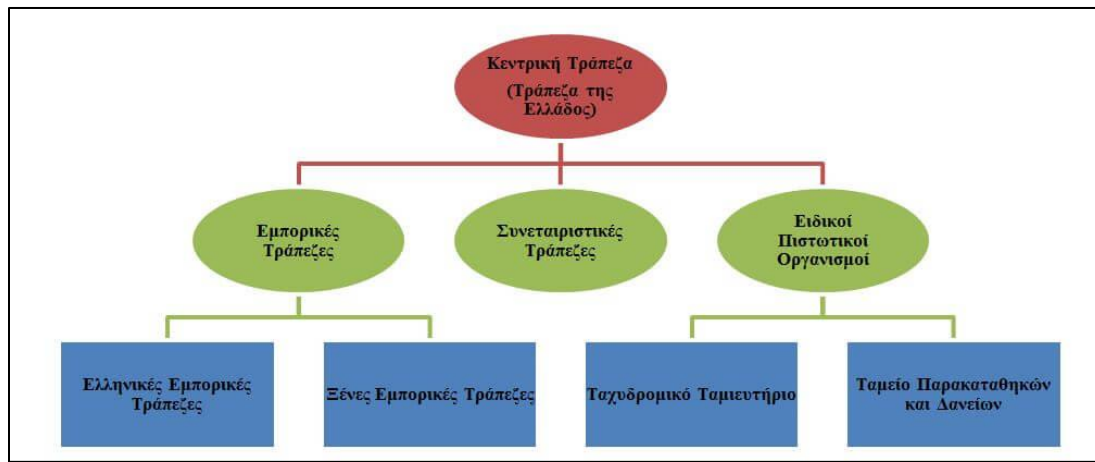 Κεντρική Τράπεζα
(Τράπεζα της
Ελλάδος)
Εμπορικές
Τράπεζες
Συνεταιριστικές
Τράπεζες
Ειδικοί
Πιστωτικοί
Οργανισμοί
Ελληνικές Εμπορικές
Τράπεζες
Ξένες Εμπορικές Τράπεζες
Ταχυδρομικό Ταμιευτήριο
Ταμείο Παρακαταθηκών
και Δανείων